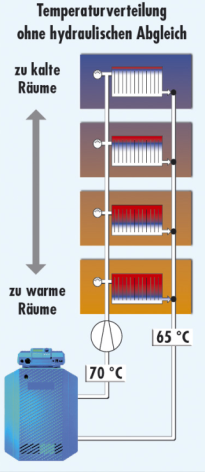 Temperaturverteilung
ohne hydraulischen Abgleich
zu kalte
Räume
zu warme
Räume
65 °C
70 °C